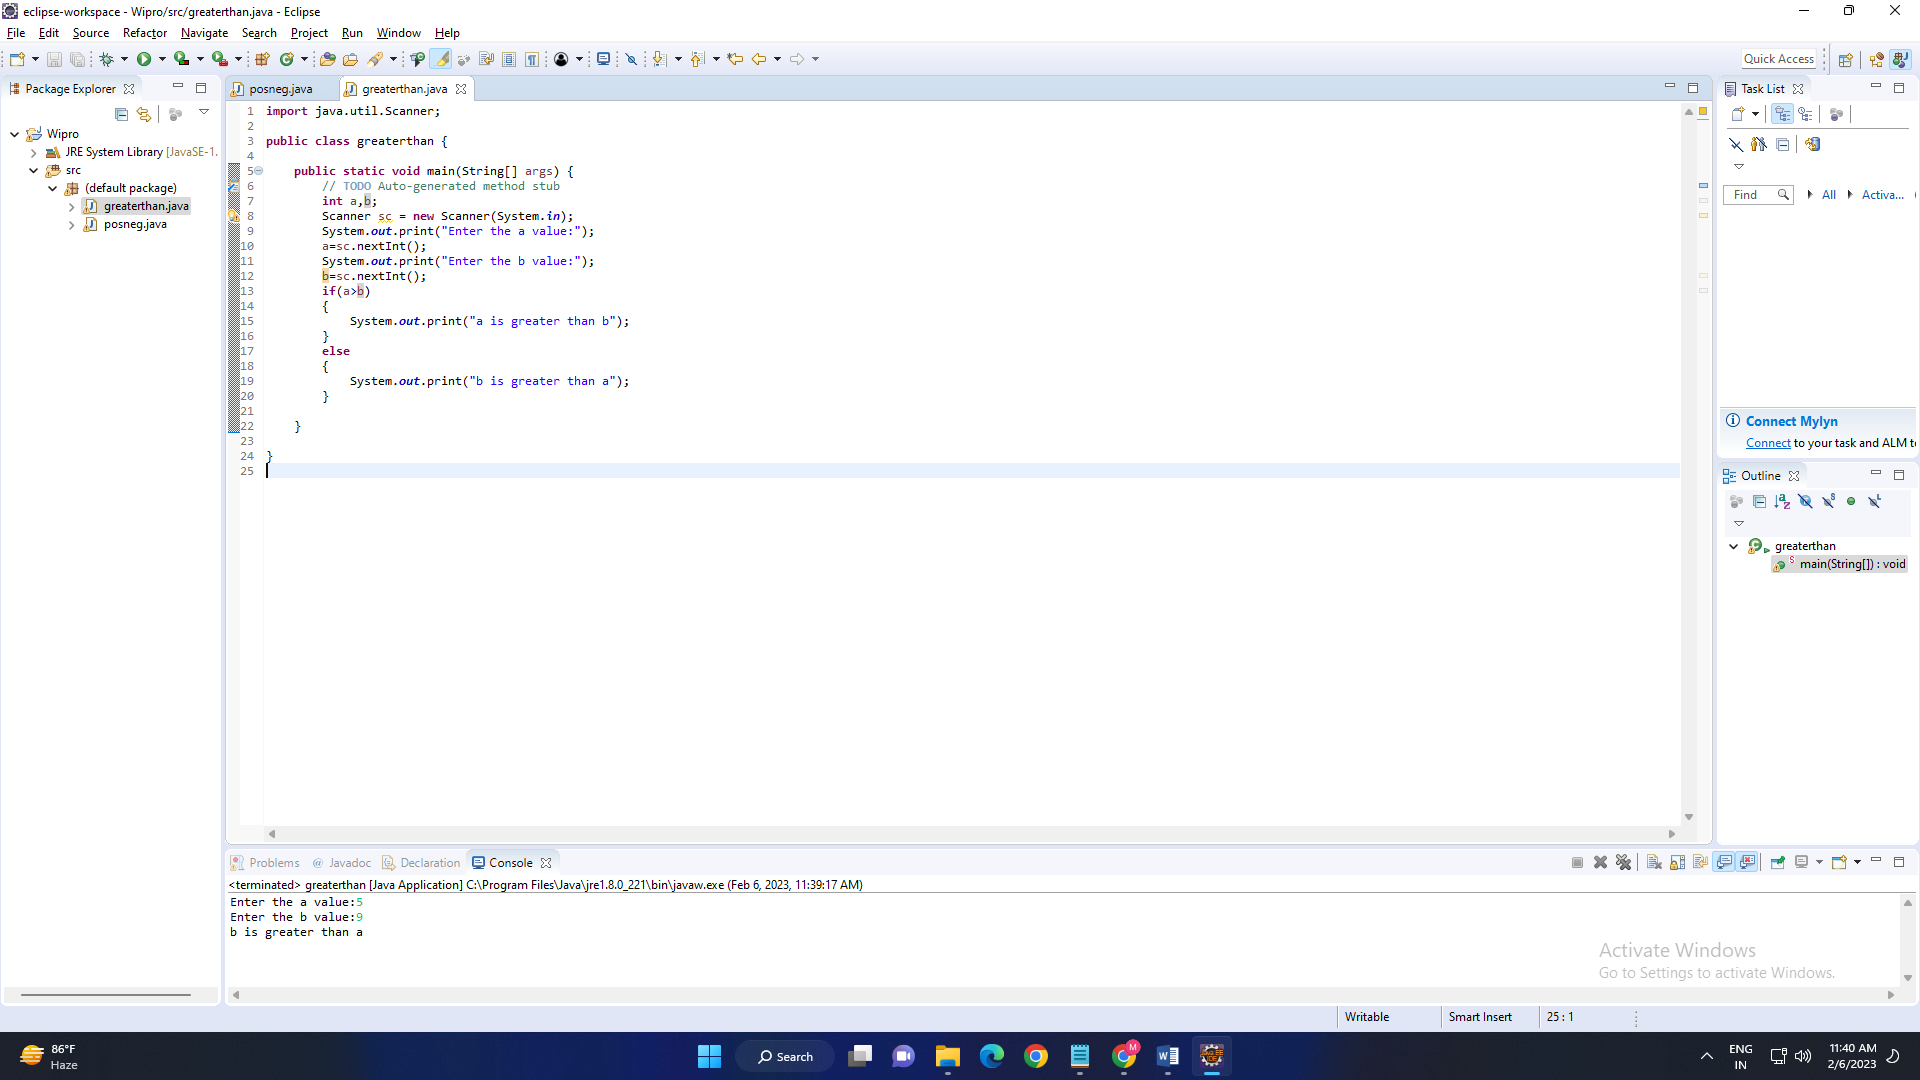 eclipse-workspace - Wipro/src/greaterthan.java - Eclipse
File Edit Source Refactor Navigate Search Project Run Window Help
Quick Access
Package Explorer
Wipro
JRE System Library [JavaSE-1.
src
(default package)
greaterthan.java
posneg.java
posneg.java greaterthan.java
1 import java.util.Scanner;
2
3 public class greaterthan {
4
5 public static void main(String[] args) {
6 // TODO Auto-generated method stub
7 int a,b;
8 Scanner sc = new Scanner(System.in);
9 System.out.print("Enter the a value:");
10 a=sc.nextInt();
11 System.out.print("Enter the b value:");
12 b=sc.nextInt();
13 if(a>b)
14 {
15 System.out.print("a is greater than b");
16 }
17 else
18 {
19 System.out.print("b is greater than a");
20 }
21
22 }
23
24 }
25
Task List
Find All Activa...
Connect Mylyn
Connect to your task and ALM t
Outline
greaterthan
main(String[]) : void
Problems @ Javadoc Declaration Console
<terminated> greaterthan [Java Application] C:\Program Files\Java\jre1.8.0_221\bin\javaw.exe (Feb 6, 2023, 11:39:17 AM)
Enter the a value:5
Enter the b value:9
b is greater than a
Activate Windows
Go to Settings to activate Windows.
Writable Smart Insert 25 : 1
86°F
Haze
Search
ENG
IN
11:40 AM
2/6/2023